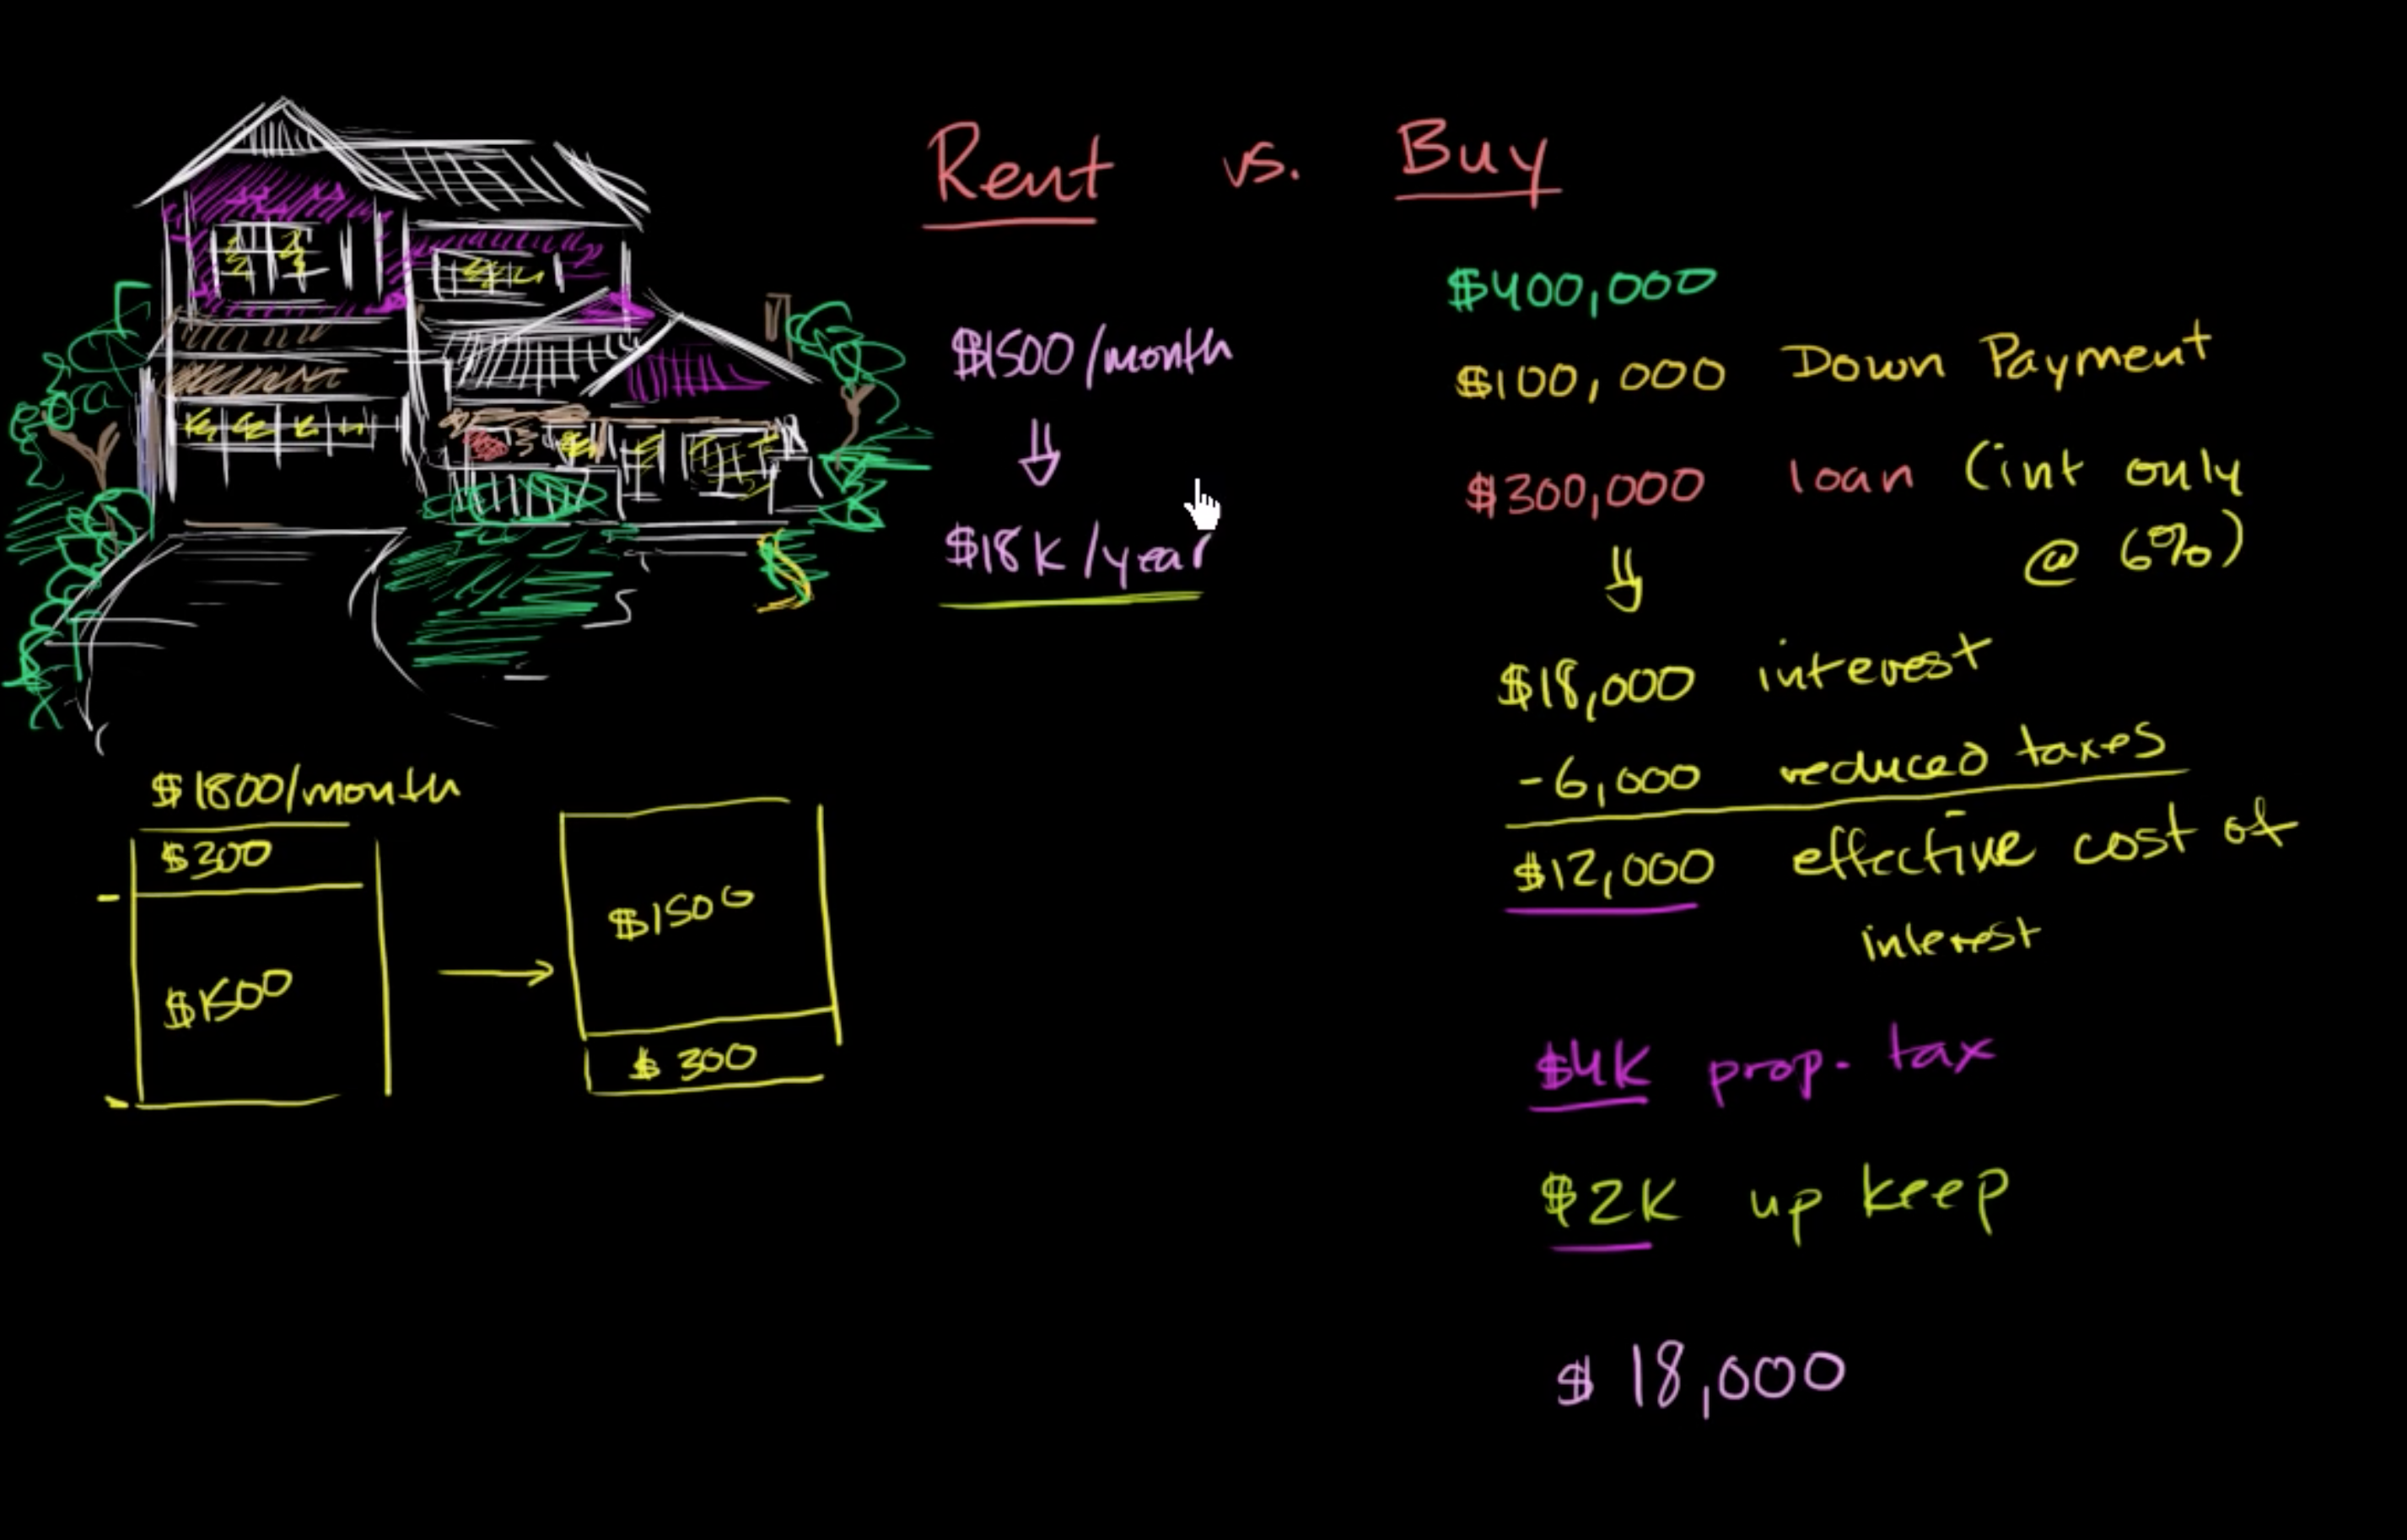 Rent vs. Buy
$1500/month
$18K/year
$400,000
$100,000 Down Payment
$300,000 loan (int only
@ 6%)
$18,000 interest
-6,000 reduced taxes
$12,000 effective cost of
interest
$4K prop. tax
$2K up keep
$18,000
$1800/month
$300
$1500
$1500
$300